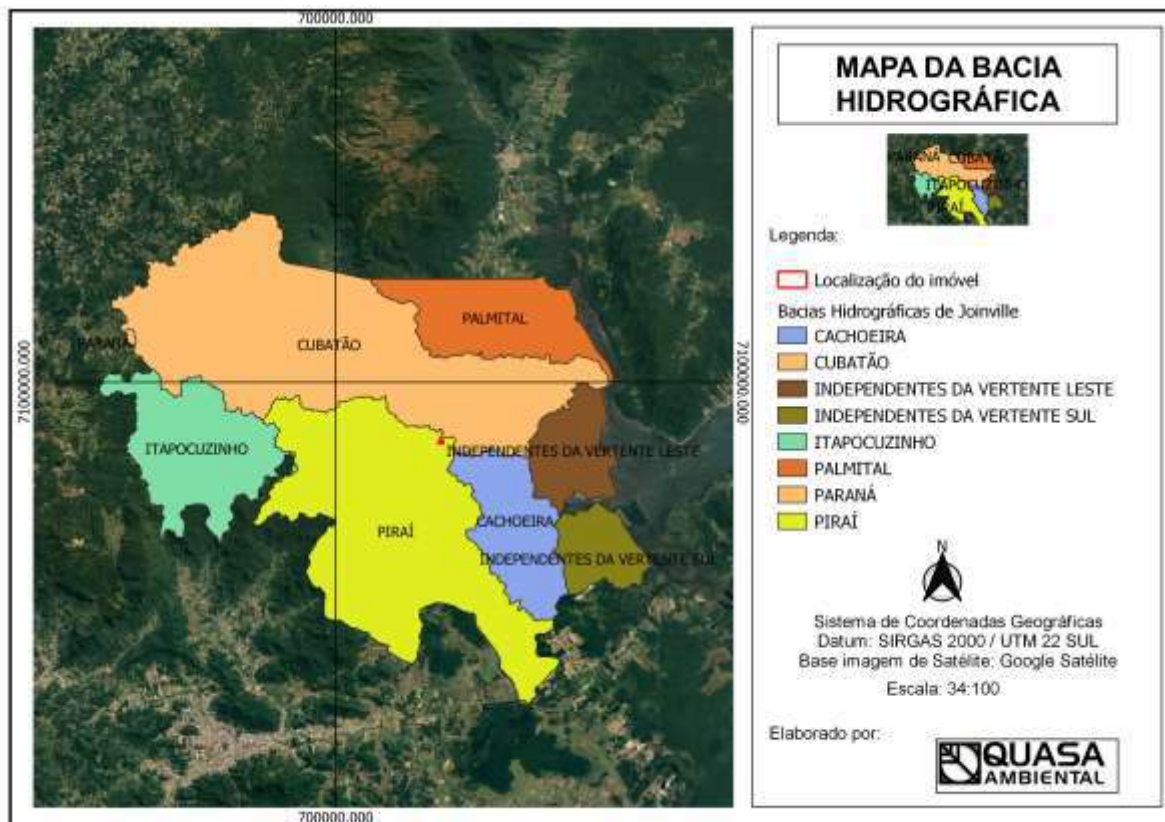 700000.000
7100000.000
7100000.000
700000.000
PARANÁ
CUBATÃO
PALMITAL
ITAPOCUZINHO
INDEPENDENTES DA VERTENTE LESTE
PIRAÍ
CACHOEIRA
INDEPENDENTES DA VERTENTE SUL
MAPA DA BACIA
HIDROGRÁFICA
PARANÁ CUBATÃO
ITAPOCUZINHO
PIRAÍ
Legenda:
Localização do imóvel
Bacias Hidrográficas de Joinville
CACHOEIRA
CUBATÃO
INDEPENDENTES DA VERTENTE LESTE
INDEPENDENTES DA VERTENTE SUL
ITAPOCUZINHO
PALMITAL
PARANÁ
PIRAÍ
N
Sistema de Coordenadas Geográficas
Datum: SIRGAS 2000 / UTM 22 SUL
Base imagem de Satélite: Google Satélite
Escala: 34:100
Elaborado por:
QUASA
AMBIENTAL